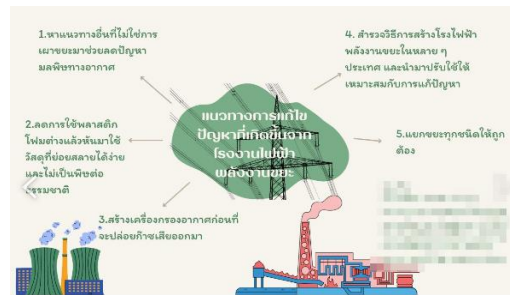 1.หาแนวทางอื่นที่ไม่ใช่การ
เผาขยะมาช่วยลดปัญหา
มลพิษทางอากาศ
4. สำรวจวิธีการสร้างโรงไฟฟ้า
พลังงานขยะในหลาย ๆ
ประเทศ และนำมาปรับใช้ให้
เหมาะสมกับการแก้ปัญหา
แนวทางการแก้ไข
ปัญหาที่เกิดขึ้นจาก
โรงงานไฟฟ้า
พลังงานขยะ
2.ลดการใช้พลาสติก
โฟมต่างแล้วหันมาใช้
วัสดุที่ย่อยสลายได้ง่าย
และไม่เป็นพิษต่อ
ธรรมชาติ
5.แยกขยะทุกชนิดให้ถูก
ต้อง
3.สร้างเครื่องกรองอากาศก่อนที่
จะปล่อยก๊าซเสียออกมา